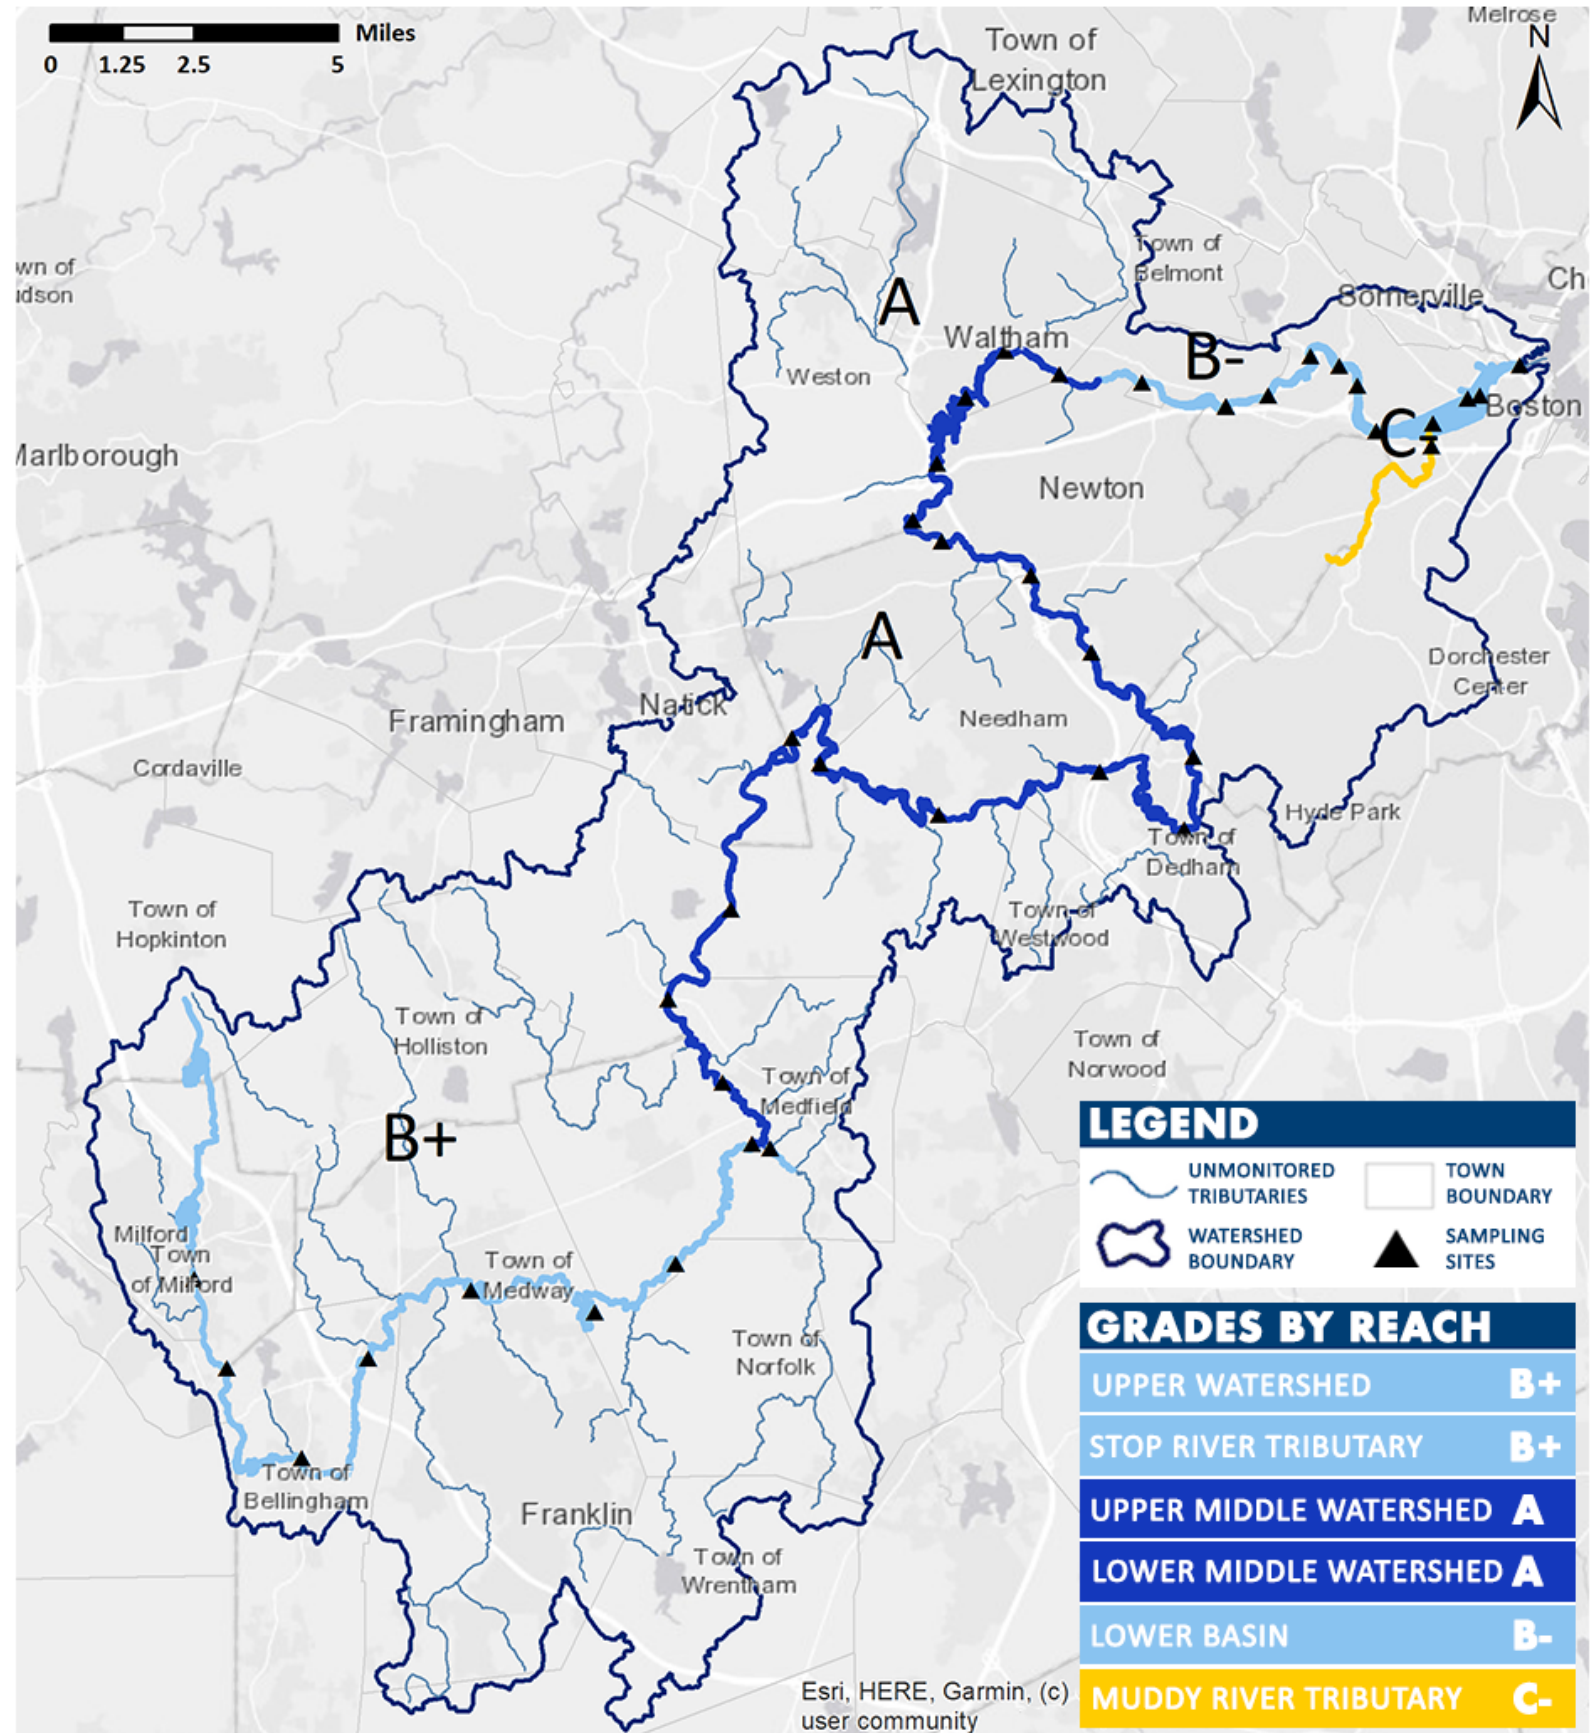 Miles
0 1.25 2.5 5
Melrose
N
Town of
Lexington
Town of
Belmont
Somerville
Ch
wn of
dson
A
Waltham
B-
Weston
Boston
C-
Marlborough
Newton
A
Dorchester
Center
Natick
Framingham
Needham
Cordaville
Hyde Park
Town of
Dedham
Town of
Hopkinton
Town of
Westwood
Town of
Holliston
Town of
Norwood
Town of
Medfield
B+
Milford
Town
of Milford
Town of
Medway
Town of
Norfolk
Town of
Bellingham
Franklin
Town of
Wrentham
LEGEND
UNMONITORED
TRIBUTARIES
TOWN
BOUNDARY
WATERSHED
BOUNDARY
SAMPLING
SITES
GRADES BY REACH
UPPER WATERSHED B+
STOP RIVER TRIBUTARY B+
UPPER MIDDLE WATERSHED A
LOWER MIDDLE WATERSHED A
LOWER BASIN B-
MUDDY RIVER TRIBUTARY C-
Esri, HERE, Garmin, (c)
user community